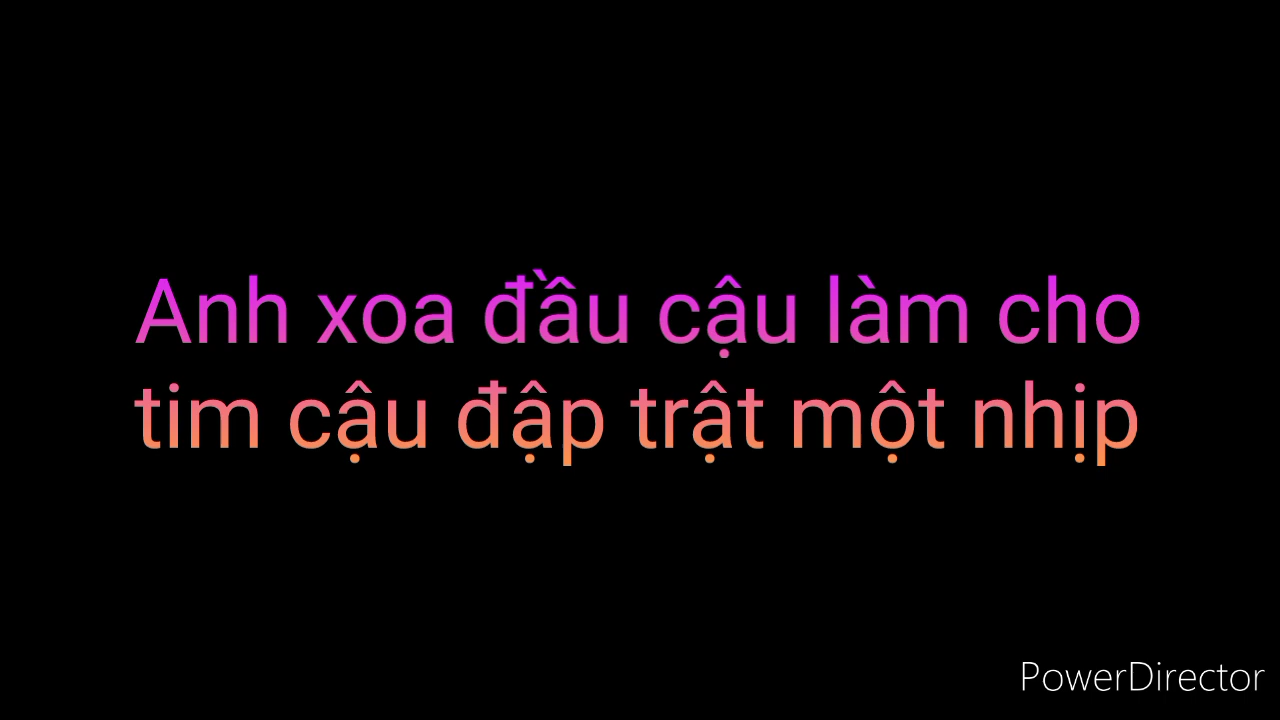 Anh xoa đầu cậu làm cho
tim cậu đập trật một nhịp
PowerDirector